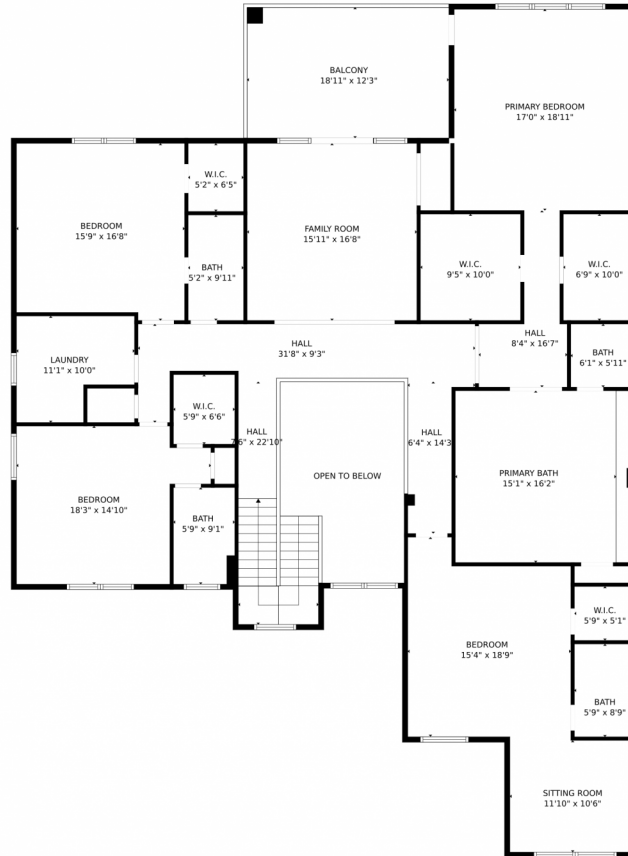 BALCONY
18'11" x 12'3"
PRIMARY BEDROOM
17'0" x 18'11"
W.I.C.
5'2" x 6'5"
BEDROOM
15'9" x 16'8"
FAMILY ROOM
15'11" x 16'8"
BATH
5'2" x 9'11"
W.I.C.
9'5" x 10'0"
W.I.C.
6'9" x 10'0"
HALL
31'8" x 9'3"
HALL
8'4" x 16'7"
LAUNDRY
11'1" x 10'0"
BATH
6'1" x 5'11"
W.I.C.
5'9" x 6'6"
HALL
7'6" x 22'10"
HALL
6'4" x 14'3
OPEN TO BELOW
PRIMARY BATH
15'1" x 16'2"
BEDROOM
18'3" x 14'10"
BATH
5'9" x 9'1"
W.I.C.
5'9" x 5'1"
BEDROOM
15'4" x 18'9"
BATH
5'9" x 8'9"
SITTING ROOM
11'10" x 10'6"